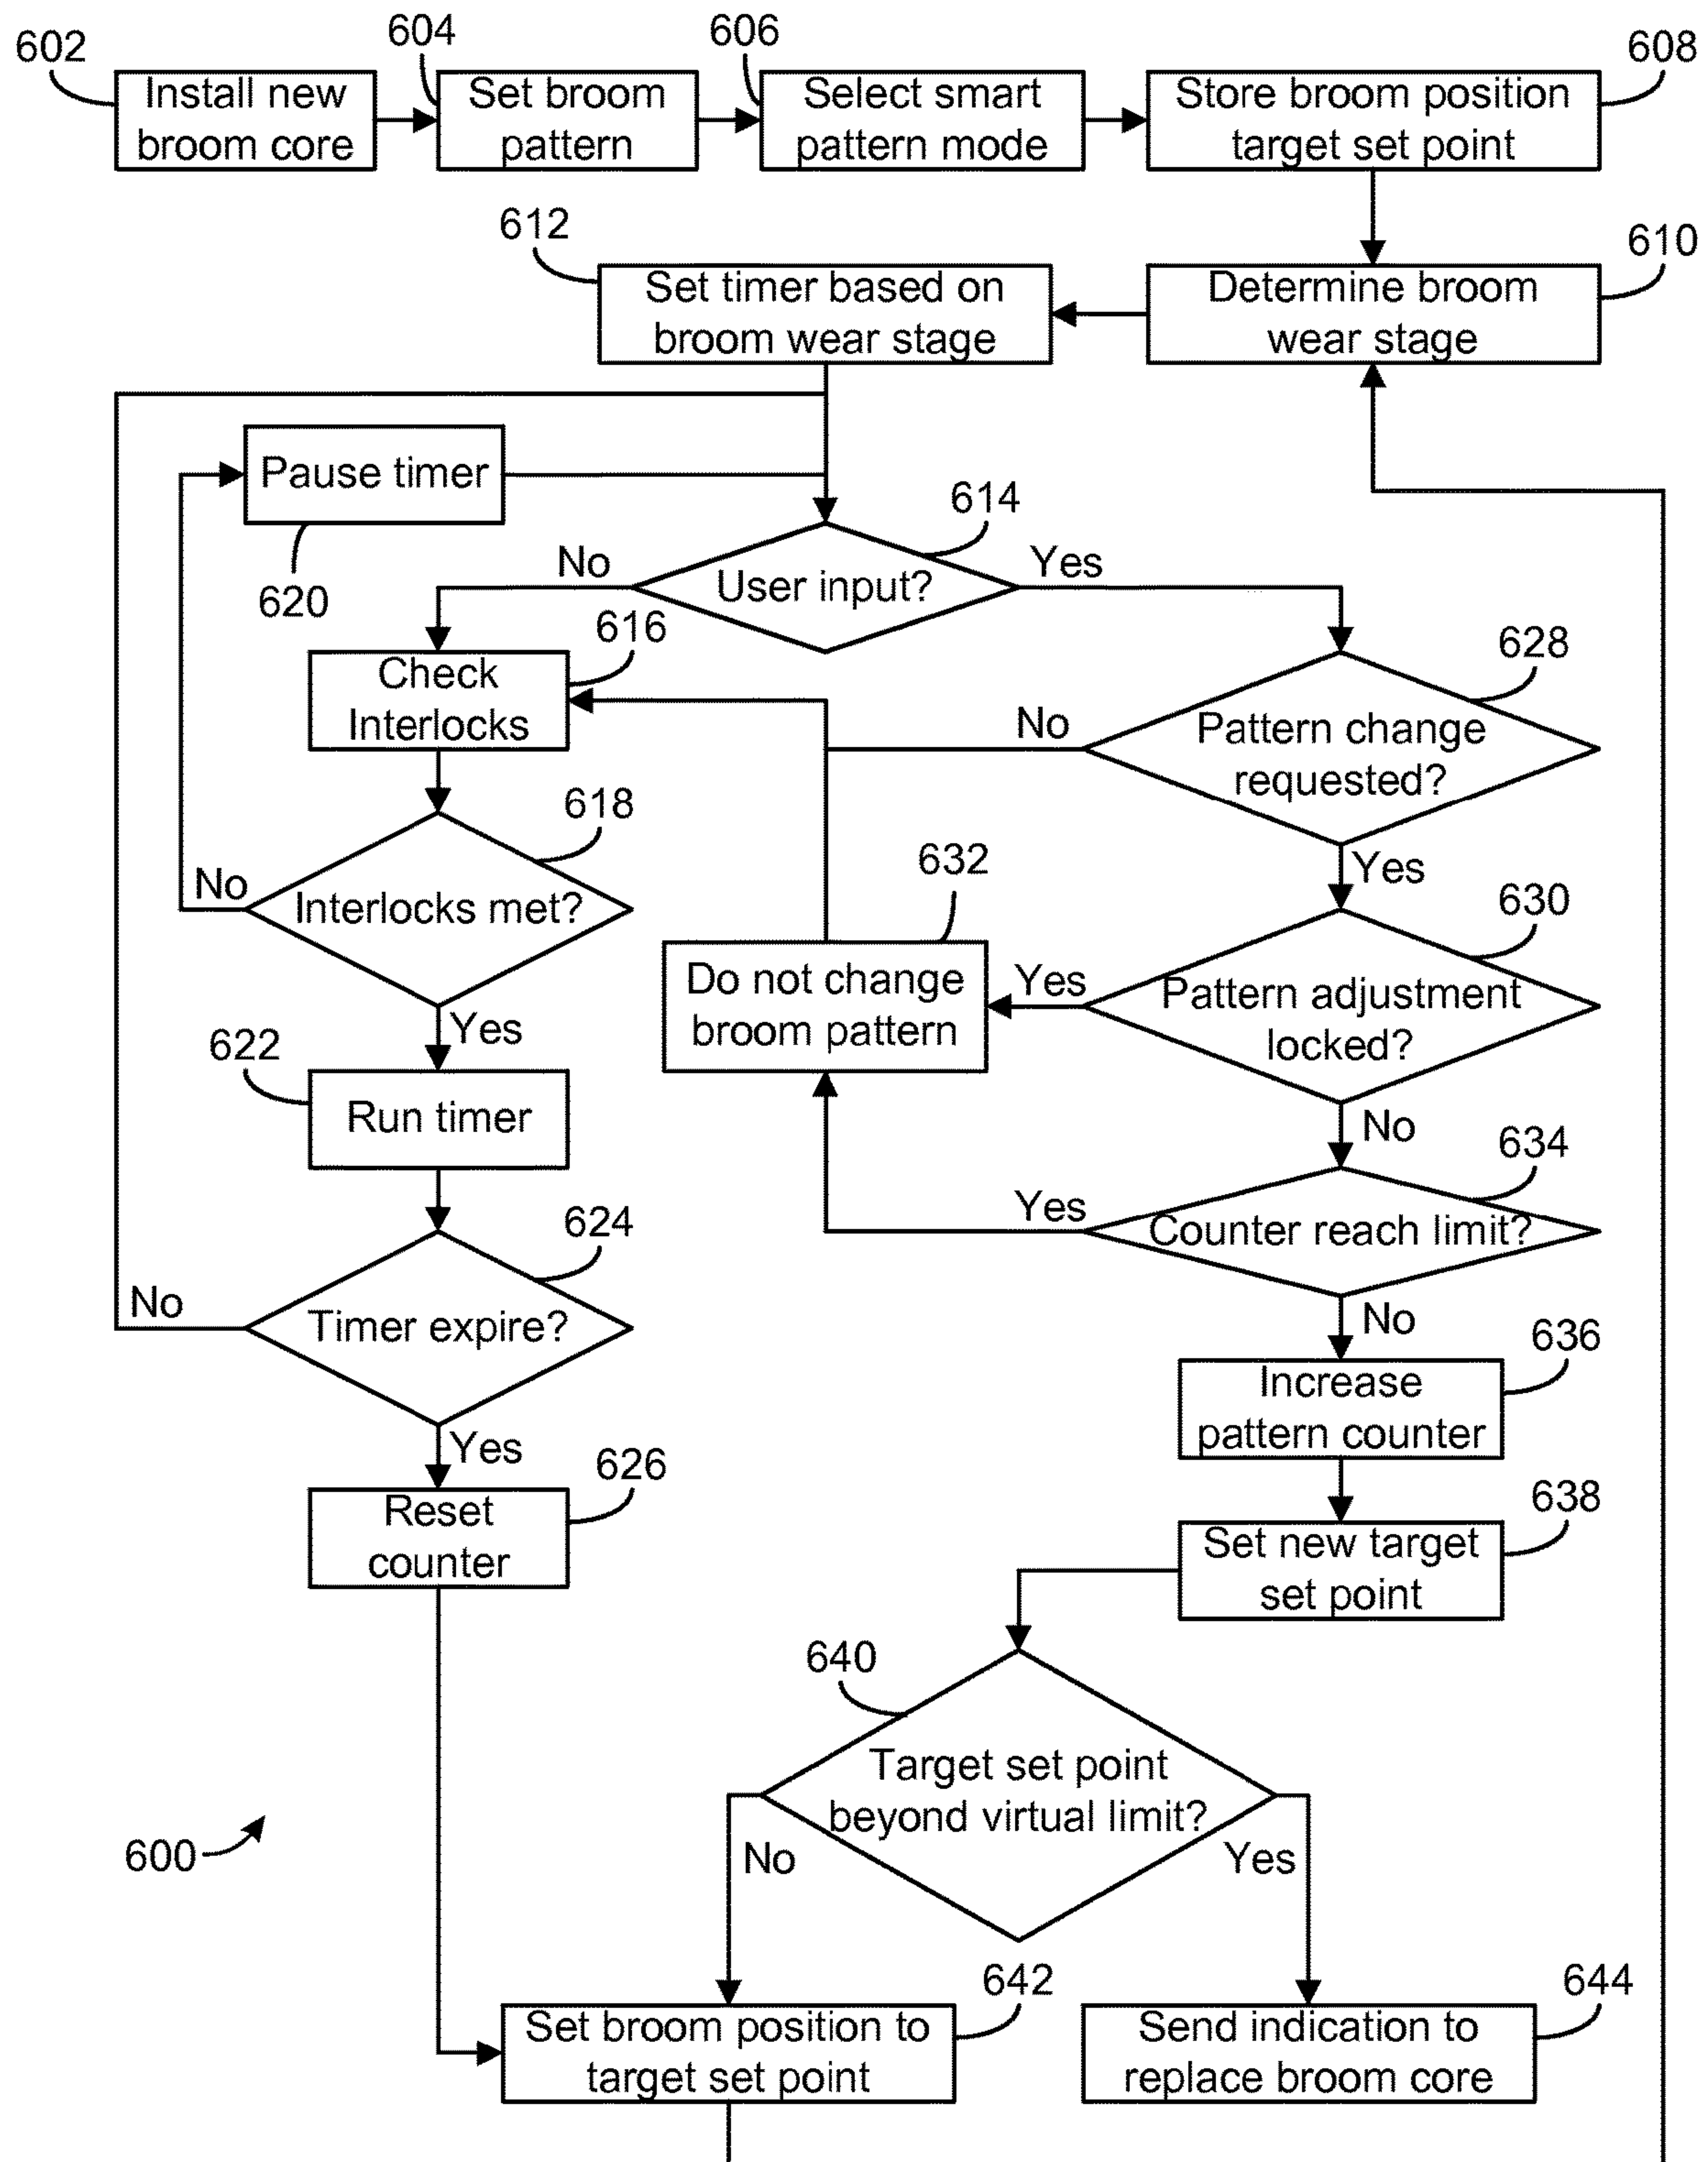 602
604
606
608
Install new
broom core
Set broom
pattern
Select smart
pattern mode
Store broom position
target set point
612
610
Set timer based on
broom wear stage
Determine broom
wear stage
Pause timer
620
614
No
User input?
Yes
616
Check
Interlocks
628
No
Pattern change
requested?
Yes
618
No
Interlocks met?
Yes
632
Do not change
broom pattern
630
Yes
Pattern adjustment
locked?
No
622
Run timer
634
Yes
Counter reach limit?
No
624
No
Timer expire?
Yes
636
Increase
pattern counter
626
Reset
counter
638
Set new target
set point
640
Target set point
beyond virtual limit?
No
Yes
600
642
Set broom position to
target set point
644
Send indication to
replace broom core